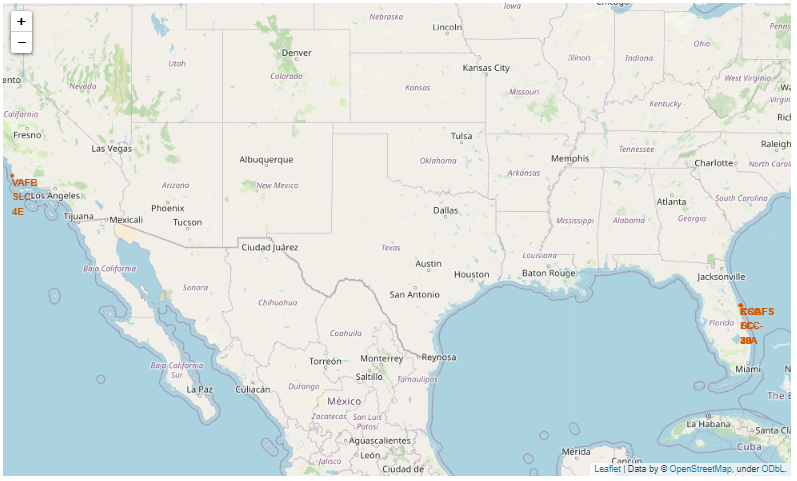 +
−
Nebraska
Iowa
Chicago
Lincoln
Ohio
Denver
Utah
Illinois
Indiana
Kansas City
Colorado
Nevada
Kansas
Missouri
West Virginia
Kentucky
California
Fresno
Tulsa
Las Vegas
Raleigh
Albuquerque
Oklahoma
Memphis
Tennessee
Charlotte
North Carolina
Arkansas
VAFB
SLC-
4E
Los Angeles
Arizona
New Mexico
Phoenix
Atlanta
South Carolina
Dallas
Mississippi
Alabama
Georgia
Tijuana
Mexicali
Tucson
Ciudad Juárez
Texas
Louisiana
Austin
Houston
Baton Rouge
Jacksonville
Baja California
Sonara
San Antonio
Chihuahua
Florida
Coahuila
Baja California
Sur
Torreón
Monterrey
Reynosa
Saltillo
Tamaulipas
Miami
La Paz
Culiacán
Durango
México
Zacatecas
San Luis
Potosí
La Habana
Santa Cla
Cuba
Aguascalientes
León
Jalisco
Ciudad de
Mérida
Cancún
The B
Leaflet | Data by © OpenStreetMap, under ODbL.